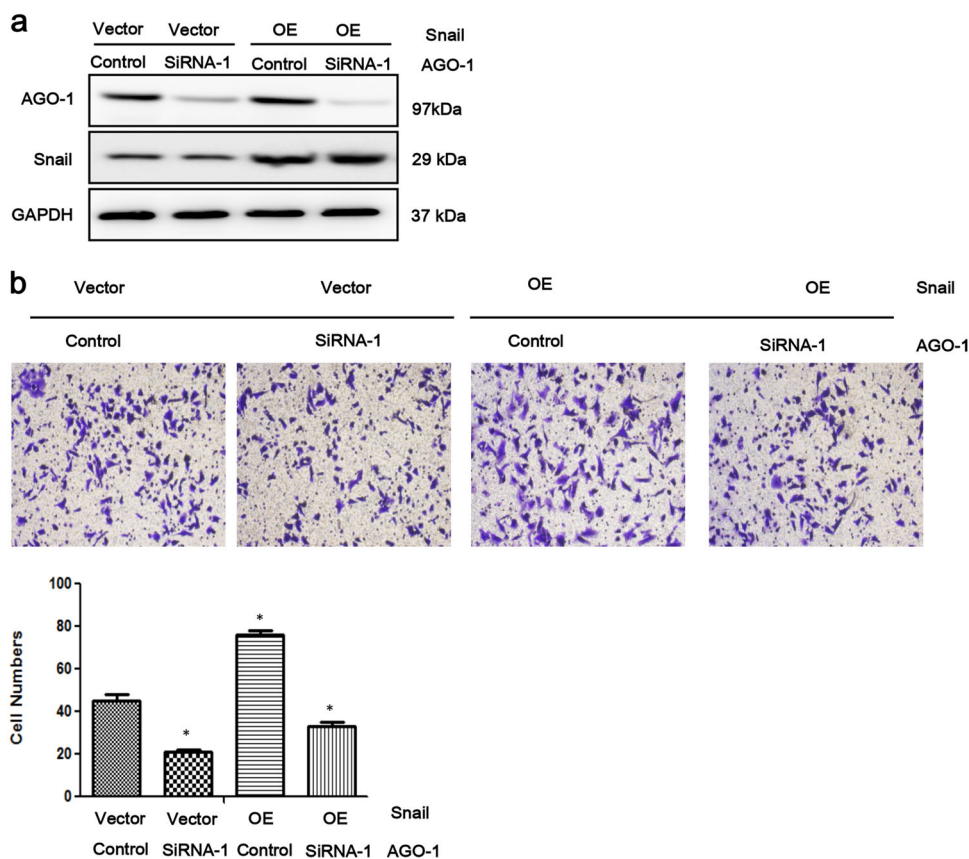 a
Vector Vector OE OE Snail
Control SiRNA-1 Control SiRNA-1 AGO-1
AGO-1 97kDa
Snail 29 kDa
GAPDH 37 kDa
b
Vector Vector OE OE Snail
Control SiRNA-1 Control SiRNA-1 AGO-1
Cell Numbers
100
80
60
40
20
0
*
*
*
Vector Vector OE OE Snail
Control SiRNA-1 Control SiRNA-1 AGO-1